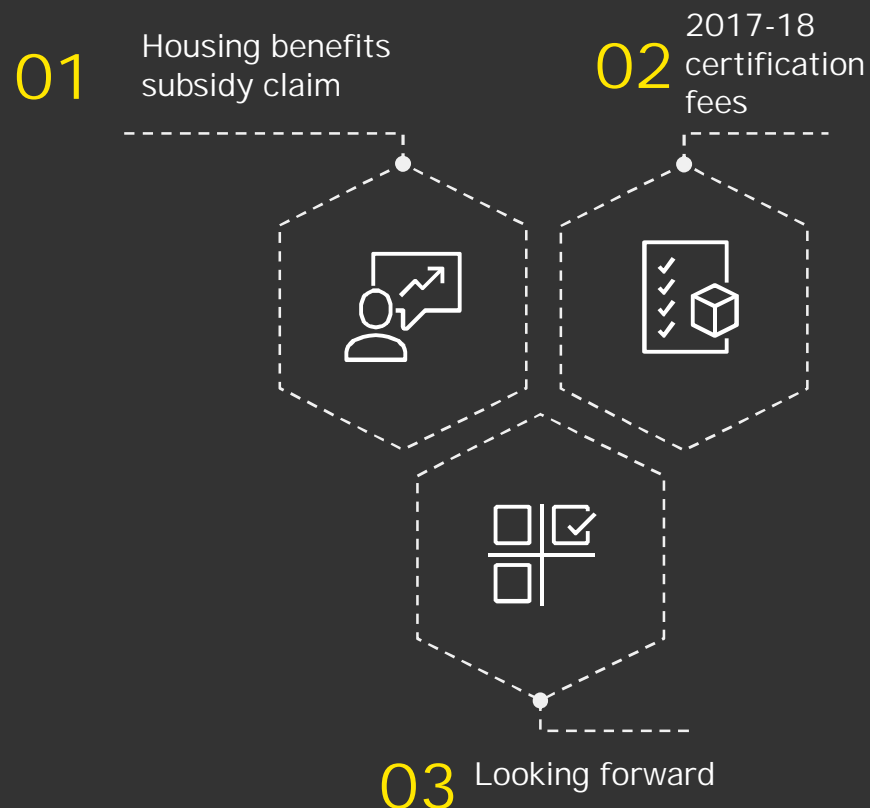 01
Housing benefits
subsidy claim
02
2017-18
certification
fees
03
Looking forward